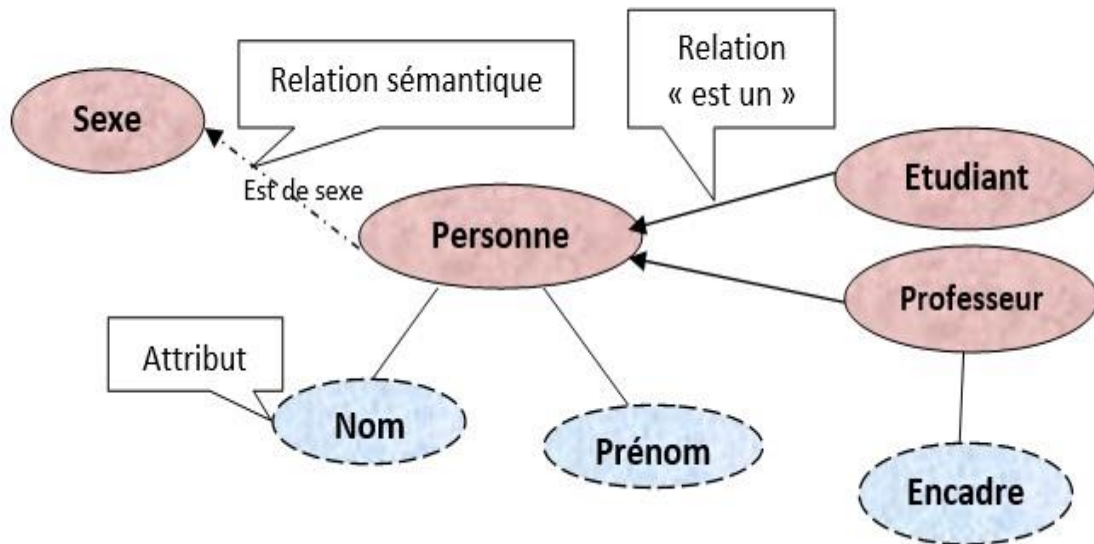 Relation sémantique
Relation
« est un »
Sexe
Est de sexe
Etudiant
Personne
Professeur
Attribut
Nom
Prénom
Encadre